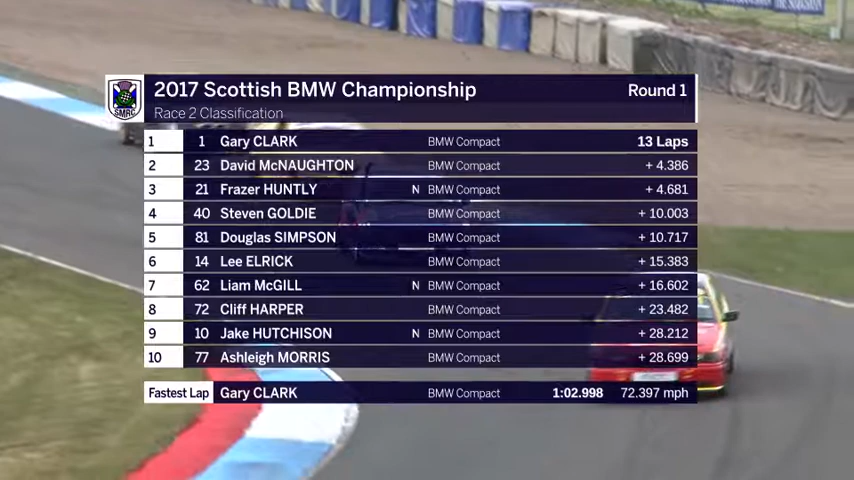 2017 Scottish BMW Championship Round 1
SMRC
Race 2 Classification
1 1 Gary CLARK BMW Compact 13 Laps
2 23 David McNAUGHTON BMW Compact + 4.386
3 21 Frazer HUNTLY N BMW Compact + 4.681
4 40 Steven GOLDIE BMW Compact + 10.003
5 81 Douglas SIMPSON BMW Compact + 10.717
6 14 Lee ELRICK BMW Compact + 15.383
7 62 Liam McGILL N BMW Compact + 16.602
8 72 Cliff HARPER BMW Compact + 23.482
9 10 Jake HUTCHISON N BMW Compact + 28.212
10 77 Ashleigh MORRIS BMW Compact + 28.699
Fastest Lap Gary CLARK BMW Compact 1:02.998 72.397 mph